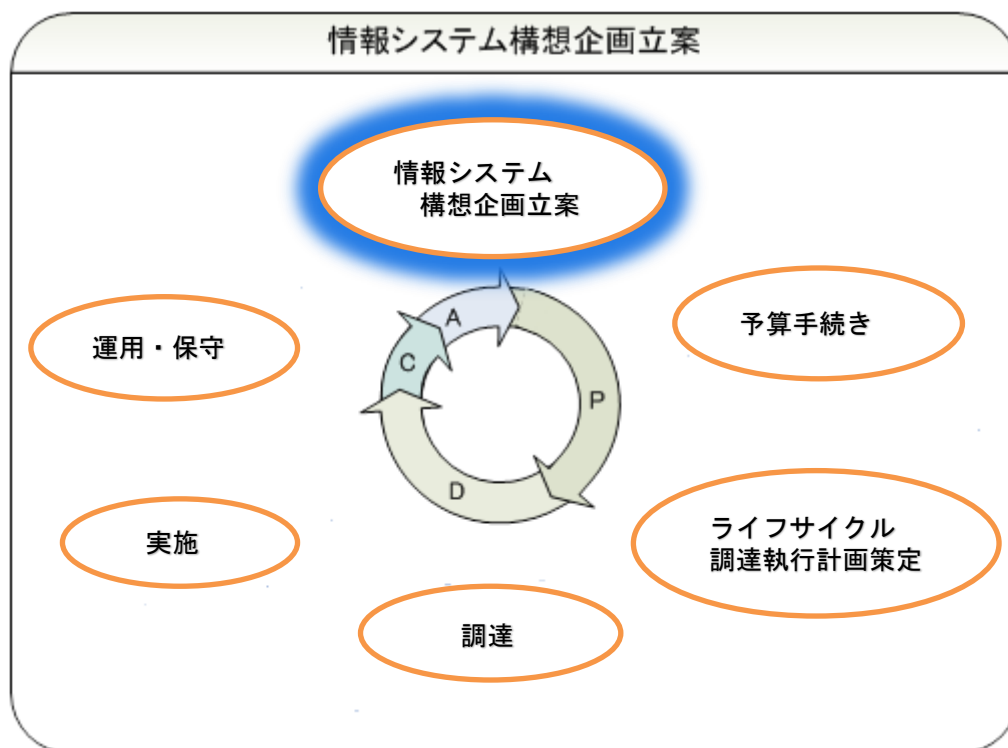 情報システム構想企画立案
情報システム
構想企画立案
予算手続き
運用・保守
A
C
P
D
ライフサイクル
調達執行計画策定
実施
調達